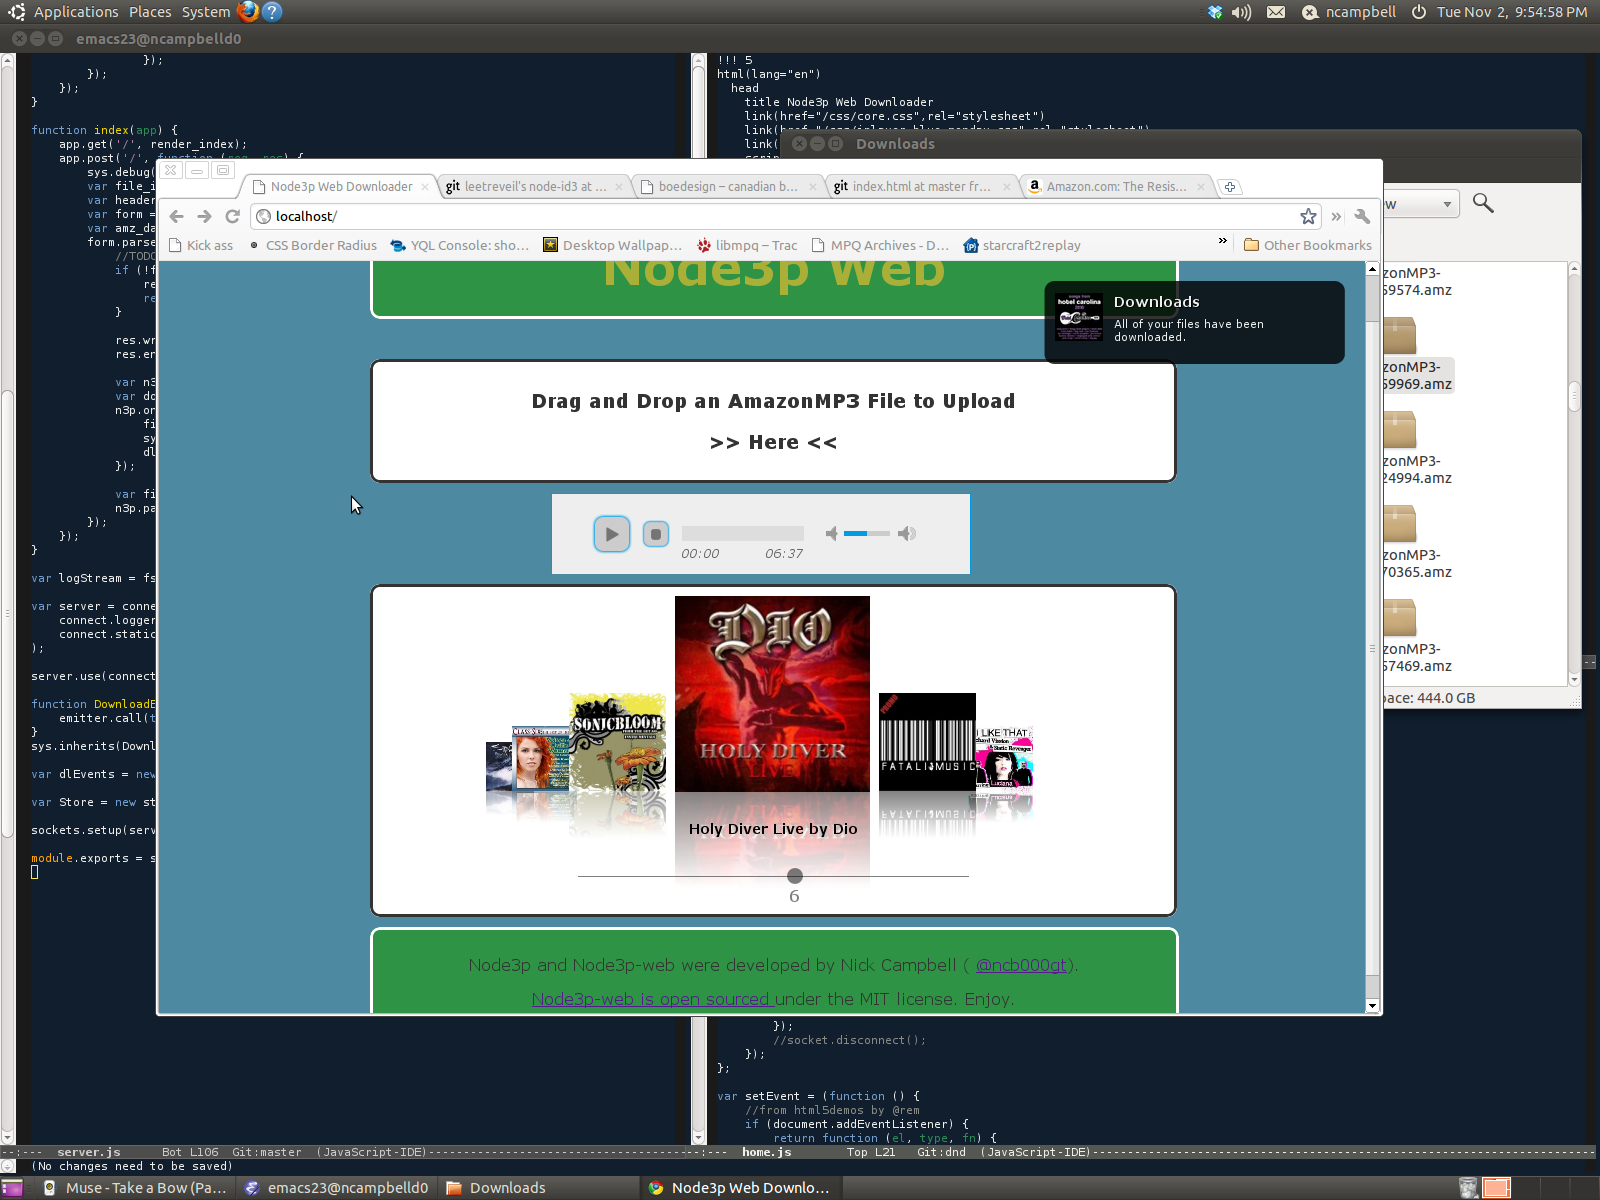 Applications Places System
ncampbell Tue Nov 2, 9:54:58 PM
emacs23@ncampbelld0
});
});
});
}
function index(app) {
app.get('/', render_index);
app.post('/', function (req, res) {
sys.debug(
var file_i
var header
var form =
var amz_da
form.parse
//TODO
if (!f
re
re
}
res.wr
res.er
var n3
var do
n3p.or
fi
sy
dl
});
var fi
n3p.pa
});
});
}
var logStream = fs
var server = conne
connect.logger
connect.static
);
server.use(connect
function DownloadE
emitter.call(t
}
sys.inherits(Downl
var dlEvents = new
var Store = new st
sockets.setup(serv
module.exports = s
!!! 5
html(lang="en")
head
title Node3p Web Downloader
link(href="/css/core.css",rel="stylesheet")
link(
Downloads
Node3p Web Downloader
leetreveil's node-id3 at ...
boedesign – canadian b...
index.html at master fr...
Amazon.com: The Resis...
localhost/
Kick ass
CSS Border Radius
YQL Console: sho...
Desktop Wallpap...
libmpq – Trac
MPQ Archives - D...
starcraft2replay
»
Other Bookmarks
Node3p Web
Downloads
All of your files have been
downloaded.
Drag and Drop an AmazonMP3 File to Upload
>> Here <<
00:00 06:37
DIO
HOLY DIVER
LIVE
SONICBLOOM
FATALIMUSIC
I LIKE THAT
Holy Diver Live by Dio
6
Node3p and Node3p-web were developed by Nick Campbell ( @ncb000gt).
Node3p-web is open sourced under the MIT license. Enjoy.
ew
zonMP3-
59574.amz
zonMP3-
59969.amz
zonMP3-
24994.amz
zonMP3-
70365.amz
zonMP3-
57469.amz
pace: 444.0 GB
});
//socket.disconnect();
});
};
var setEvent = (function () {
//from html5demos by @rem
if (document.addEventListener) {
return function (el, type, fn) {
--:--- server.js Bot L106 Git:master (JavaScript-IDE)
--:--- home.js Top L21 Git:dnd (JavaScript-IDE)
(No changes need to be saved)
Muse - Take a Bow (Pa...
emacs23@ncampbelld0
Downloads
Node3p Web Downlo...